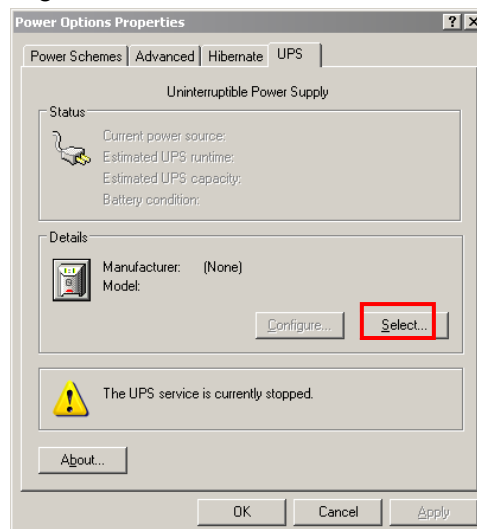 Power Options Properties ? X
Power Schemes Advanced Hibernate UPS
Uninterruptible Power Supply
Status
Current power source:
Estimated UPS runtime:
Estimated UPS capacity:
Battery condition:
Details
Manufacturer: (None)
Model:
Configure... Select...
The UPS service is currently stopped.
About...
OK Cancel Apply